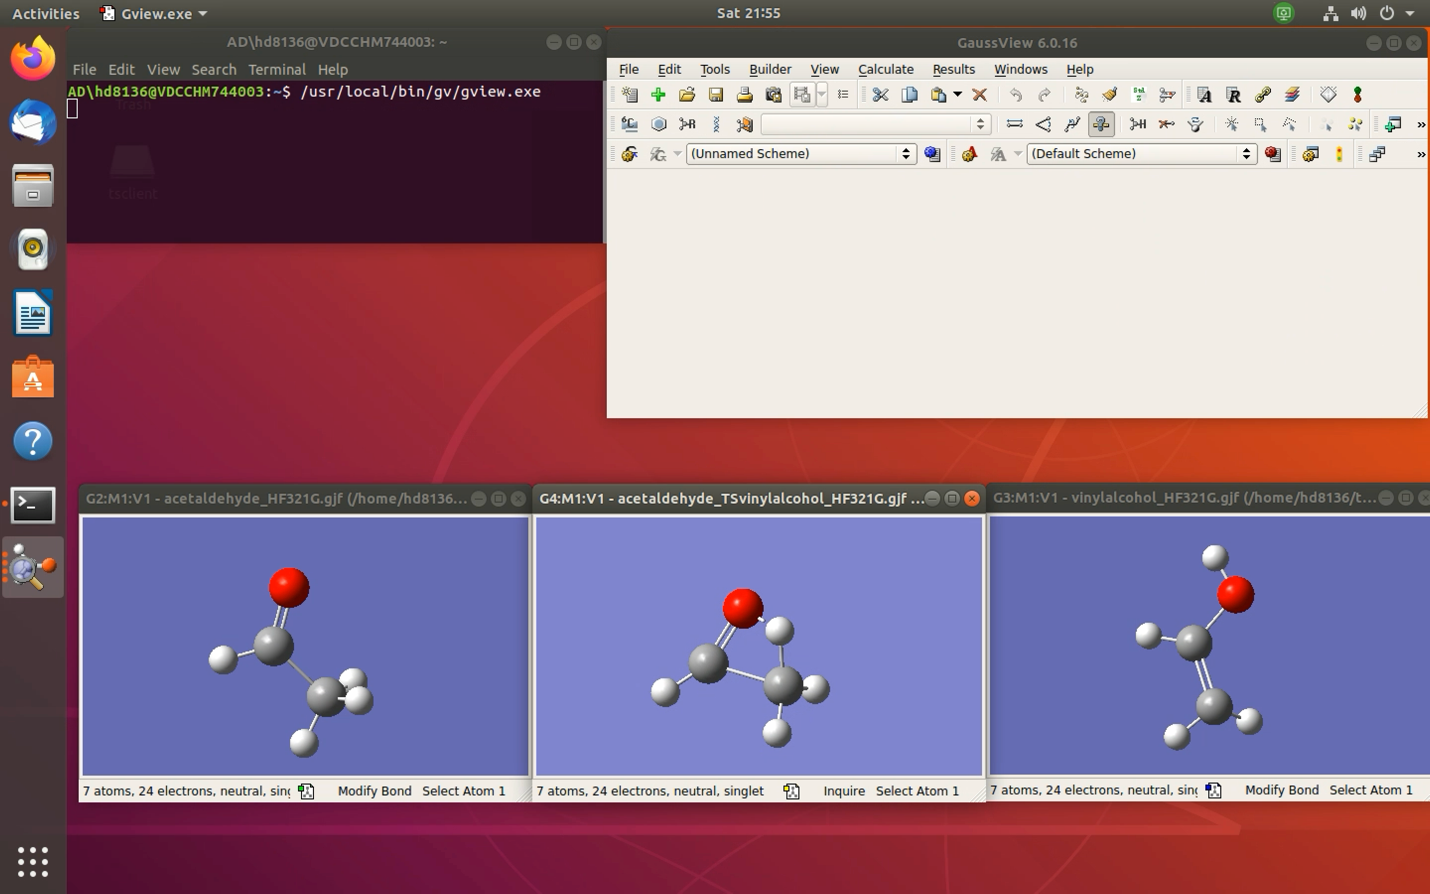 Activities Gview.exe Sat 21:55
AD\hd8136@VDCCHM744003: ~
File Edit View Search Terminal Help
AD\hd8136@VDCCHM744003:~$ /usr/local/bin/gv/gview.exe
Trash
tsclient
GaussView 6.0.16
File Edit Tools Builder View Calculate Results Windows Help
(Unnamed Scheme) (Default Scheme)
G2:M1:V1 - acetaldehyde_HF321G.gjf (/home/hd8136...
7 atoms, 24 electrons, neutral, sing Modify Bond Select Atom 1
G4:M1:V1 - acetaldehyde_TSvinylalcohol_HF321G.gjf ...
7 atoms, 24 electrons, neutral, singlet Inquire Select Atom 1
G3:M1:V1 - vinylalcohol_HF321G.gjf (/home/hd8136/t...
7 atoms, 24 electrons, neutral, sing Modify Bond Select Atom 1